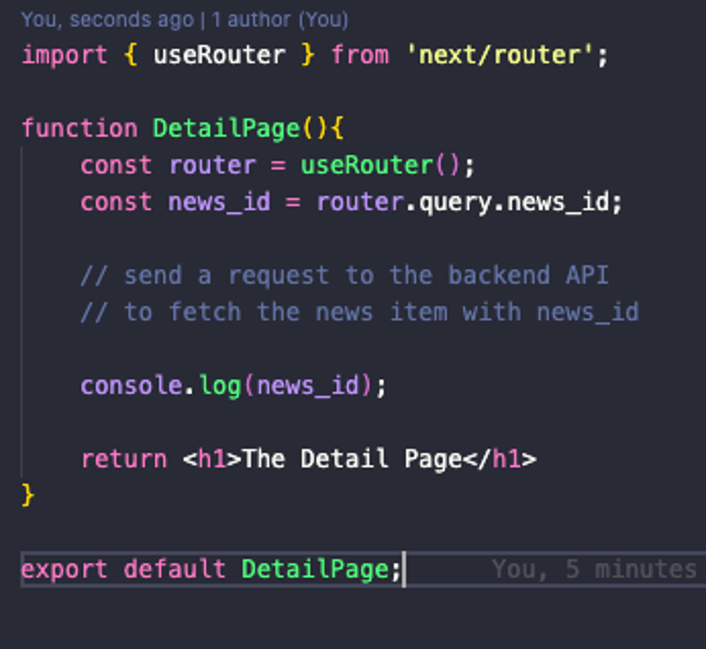 You, seconds ago | 1 author (You)
import { useRouter } from 'next/router';
function DetailPage(){
    const router = useRouter();
    const news_id = router.query.news_id;
    // send a request to the backend API
    // to fetch the news item with news_id
    console.log(news_id);
    return <h1>The Detail Page</h1>
}
export default DetailPage; You, 5 minutes